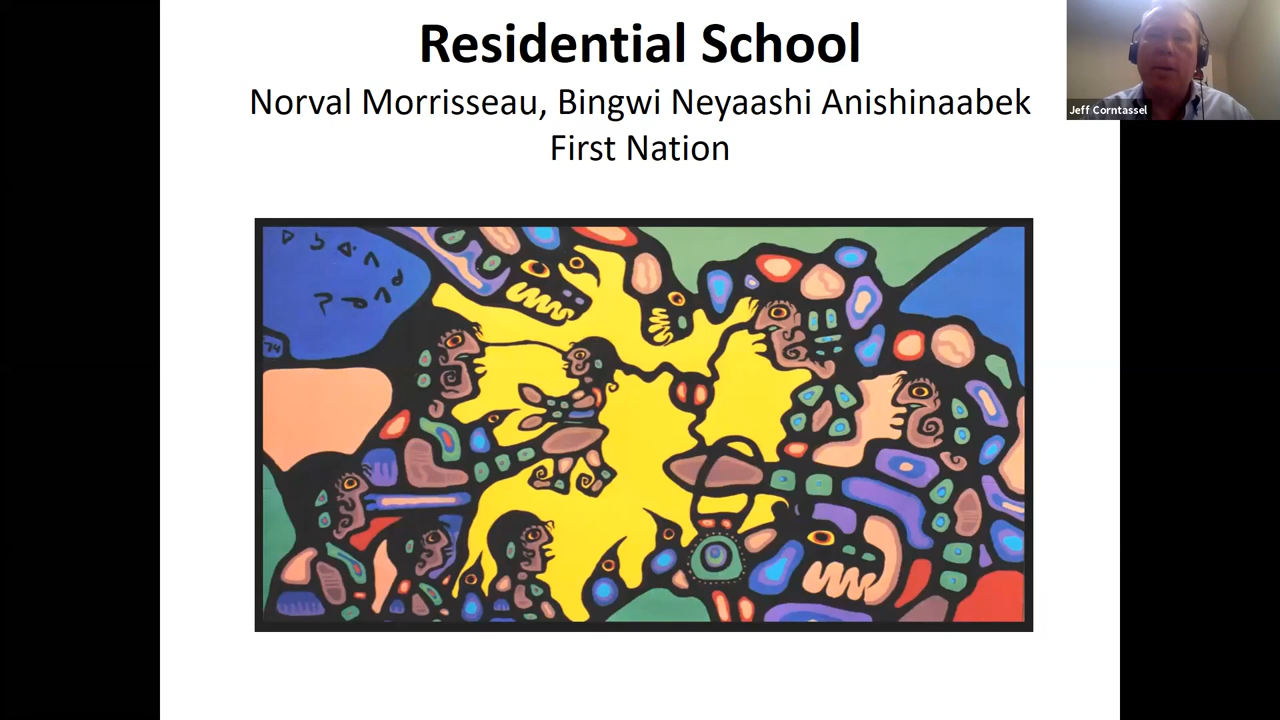 Residential School
Norval Morrisseau, Bingwi Neyaashi Anishinaabek
First Nation
Jeff Corntassel